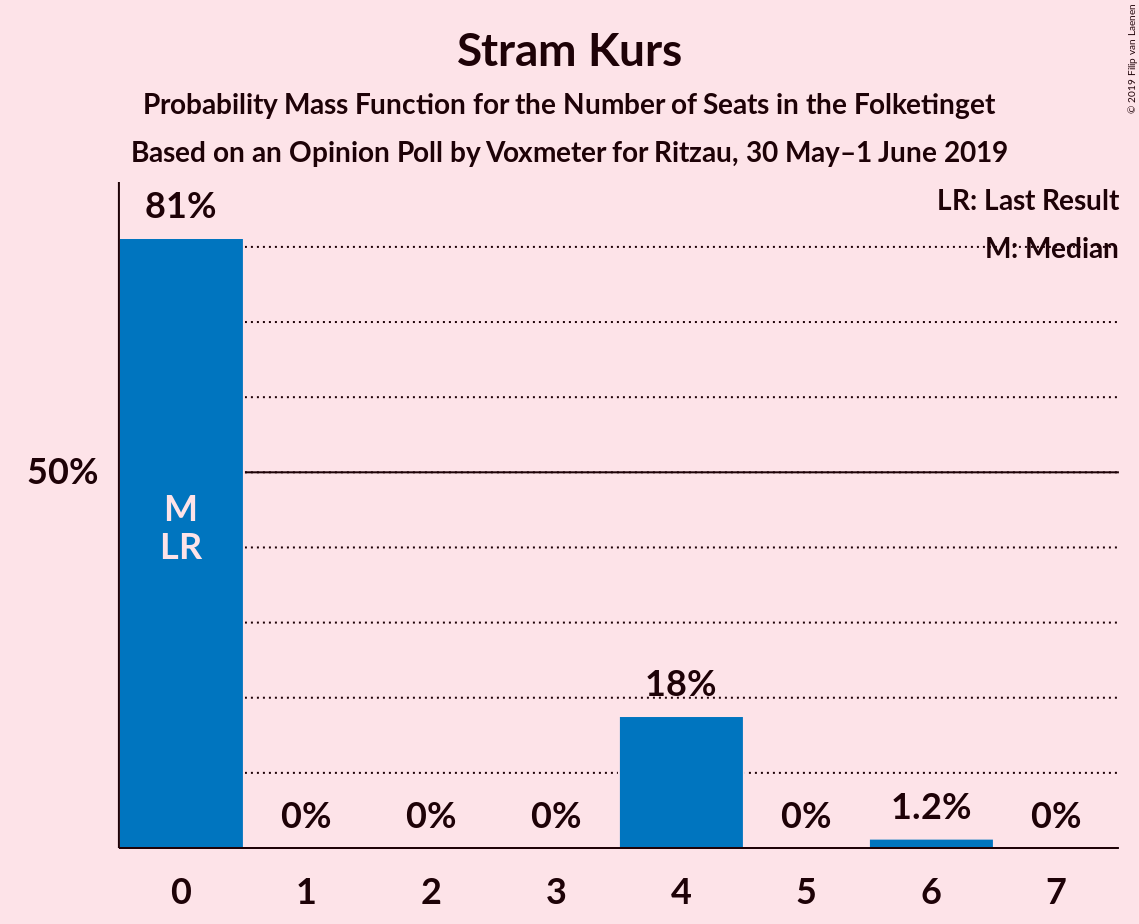 Stram Kurs
Probability Mass Function for the Number of Seats in the Folketinget
Based on an Opinion Poll by Voxmeter for Ritzau, 30 May–1 June 2019
© 2019 Filip van Laenen
LR: Last Result
M: Median
81%
50%
M
LR
18%
0%
0%
0%
0%
1.2%
0%
0
1
2
3
4
5
6
7